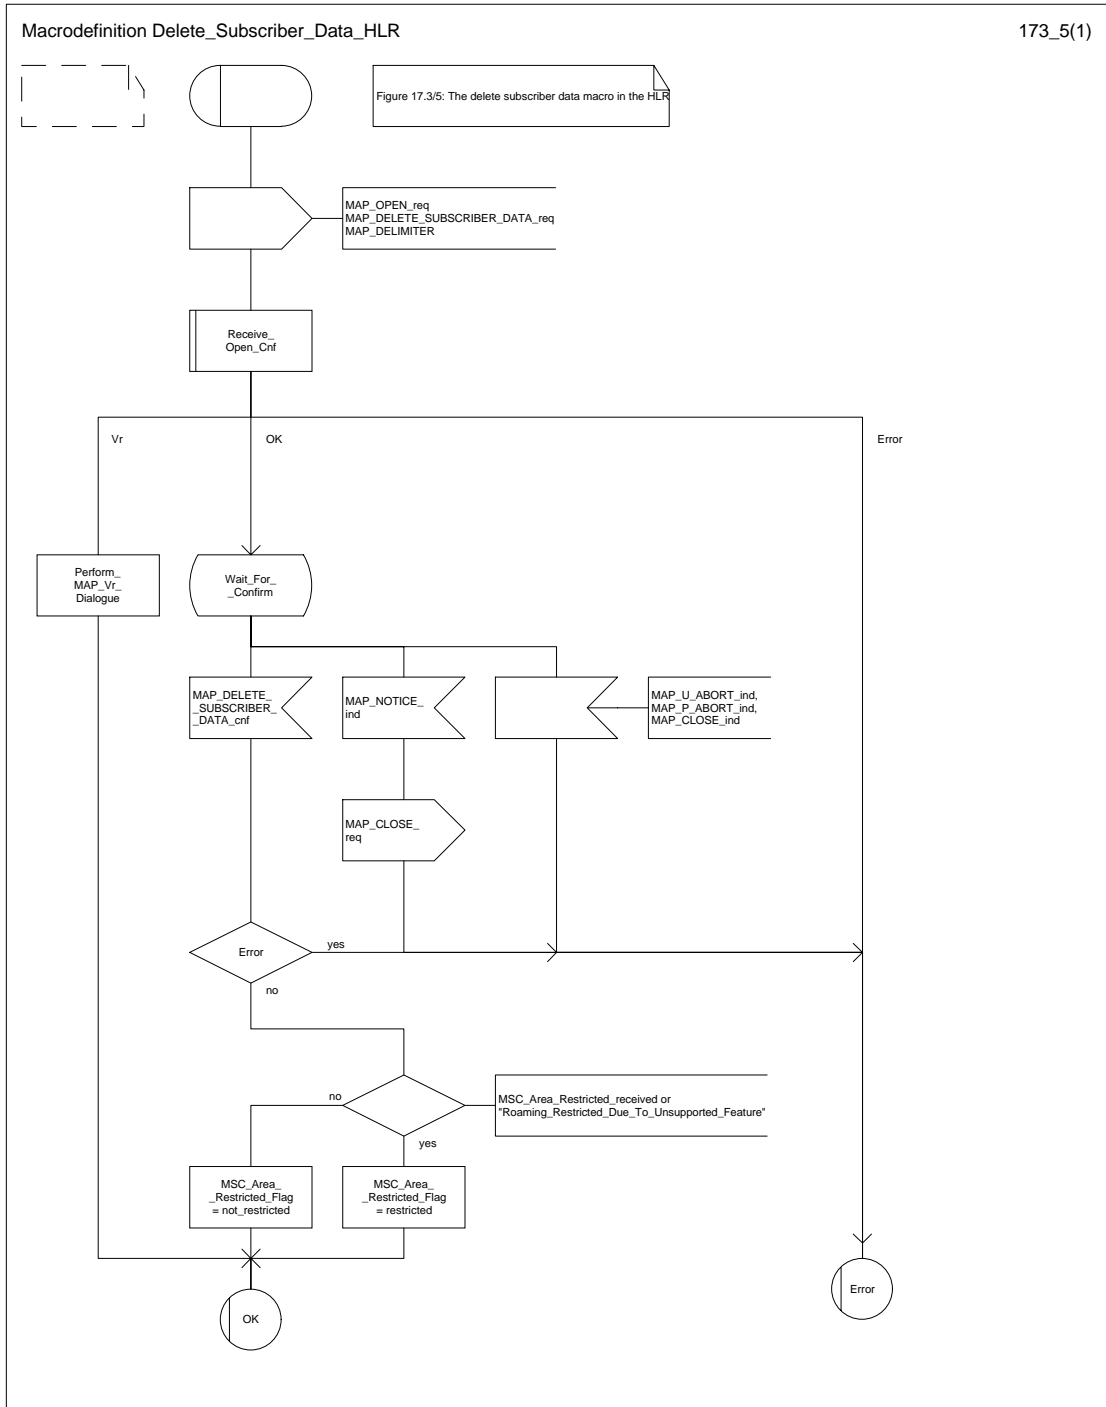 Macrodefinition Delete_Subscriber_Data_HLR
173_5(1)
Figure 17.3/5: The delete subscriber data macro in the HLR
MAP_OPEN_req
MAP_DELETE_SUBSCRIBER_DATA_req
MAP_DELIMITER
Receive_
Open_Cnf
Vr
OK
Error
Perform_
MAP_Vr_
Dialogue
Wait_For_
_Confirm
MAP_DELETE_
_SUBSCRIBER_
_DATA_cnf
MAP_NOTICE_
ind
MAP_U_ABORT_ind,
MAP_P_ABORT_ind,
MAP_CLOSE_ind
MAP_CLOSE_
req
Error
yes
no
no
MSC_Area_Restricted_received or
"Roaming_Restricted_Due_To_Unsupported_Feature"
yes
MSC_Area_
_Restricted_Flag
= not_restricted
MSC_Area_
_Restricted_Flag
= restricted
OK
Error